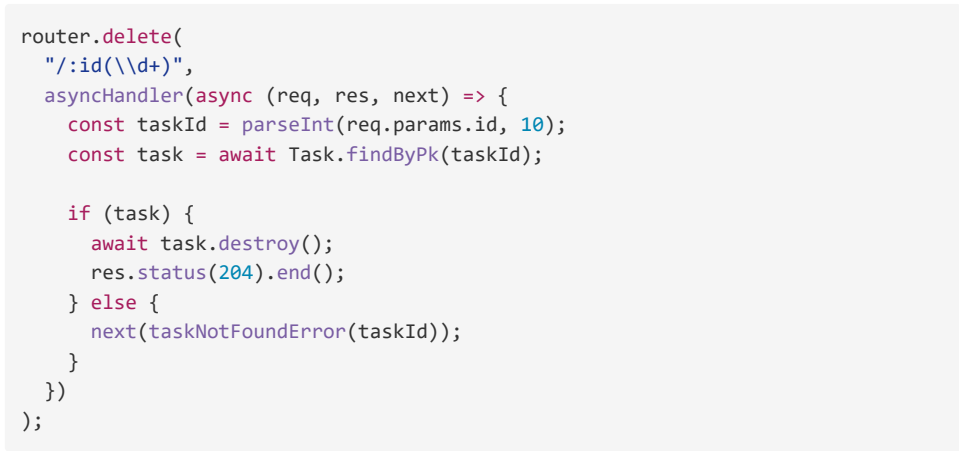 router.delete(
  "/:id(\\d+)",
  asyncHandler(async (req, res, next) => {
    const taskId = parseInt(req.params.id, 10);
    const task = await Task.findByPk(taskId);

    if (task) {
      await task.destroy();
      res.status(204).end();
    } else {
      next(taskNotFoundError(taskId));
    }
  })
);